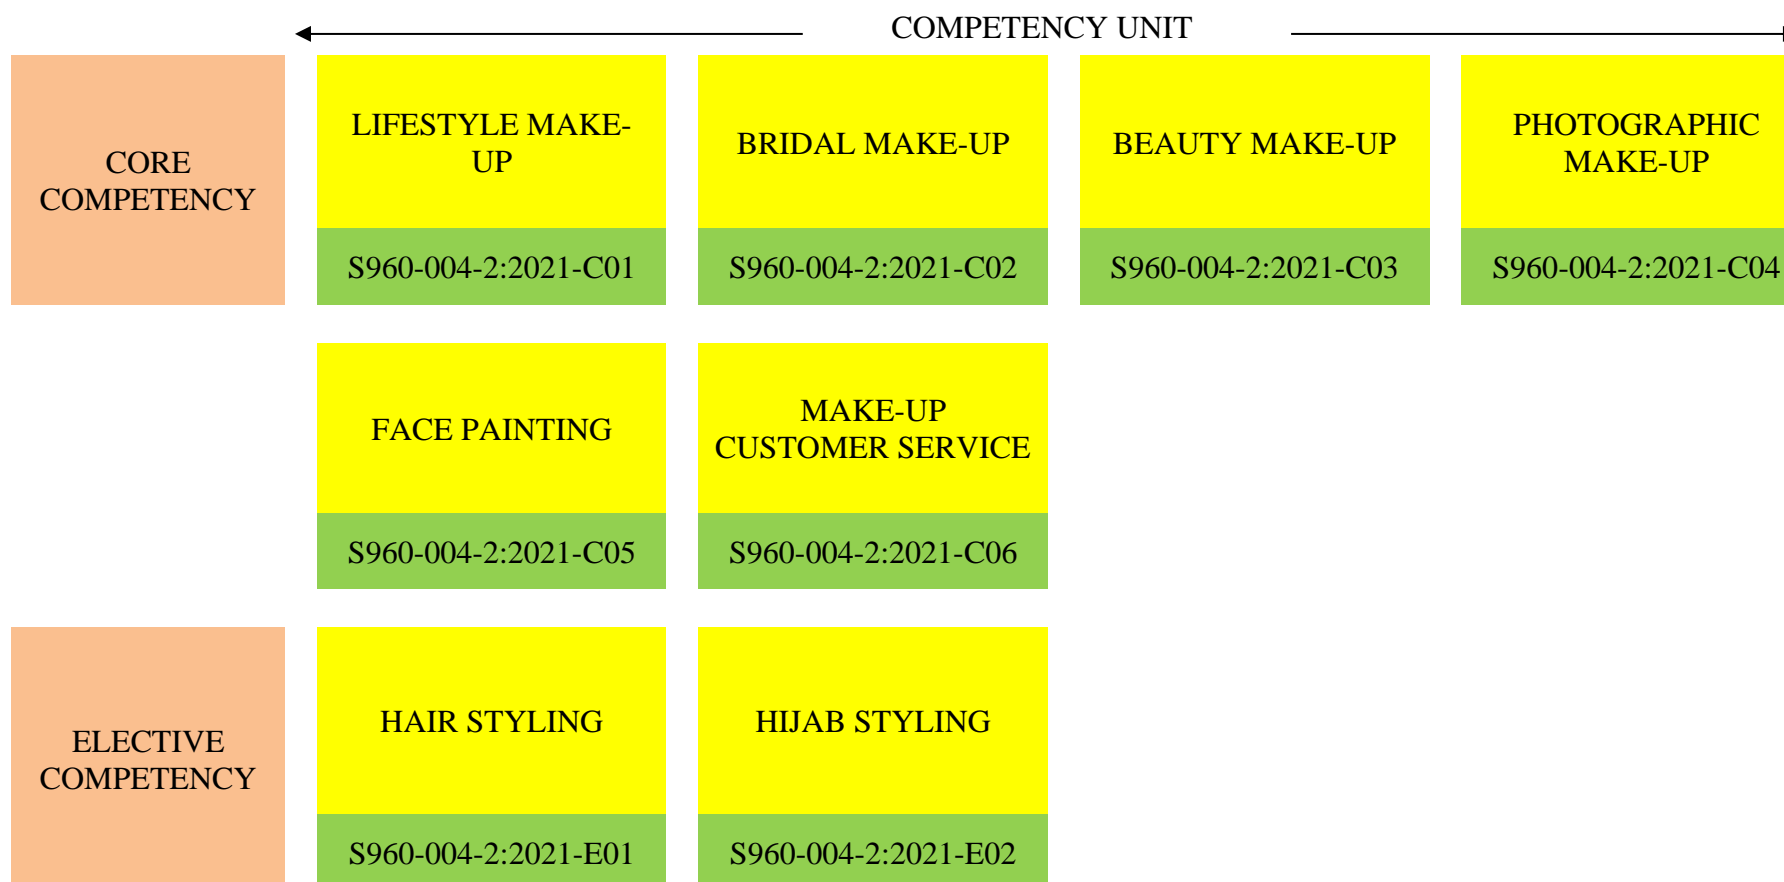 COMPETENCY UNIT
CORE
COMPETENCY
LIFESTYLE MAKE-
UP
S960-004-2:2021-C01
BRIDAL MAKE-UP
S960-004-2:2021-C02
BEAUTY MAKE-UP
S960-004-2:2021-C03
PHOTOGRAPHIC
MAKE-UP
S960-004-2:2021-C04
FACE PAINTING
S960-004-2:2021-C05
MAKE-UP
CUSTOMER SERVICE
S960-004-2:2021-C06
ELECTIVE
COMPETENCY
HAIR STYLING
S960-004-2:2021-E01
HIJAB STYLING
S960-004-2:2021-E02